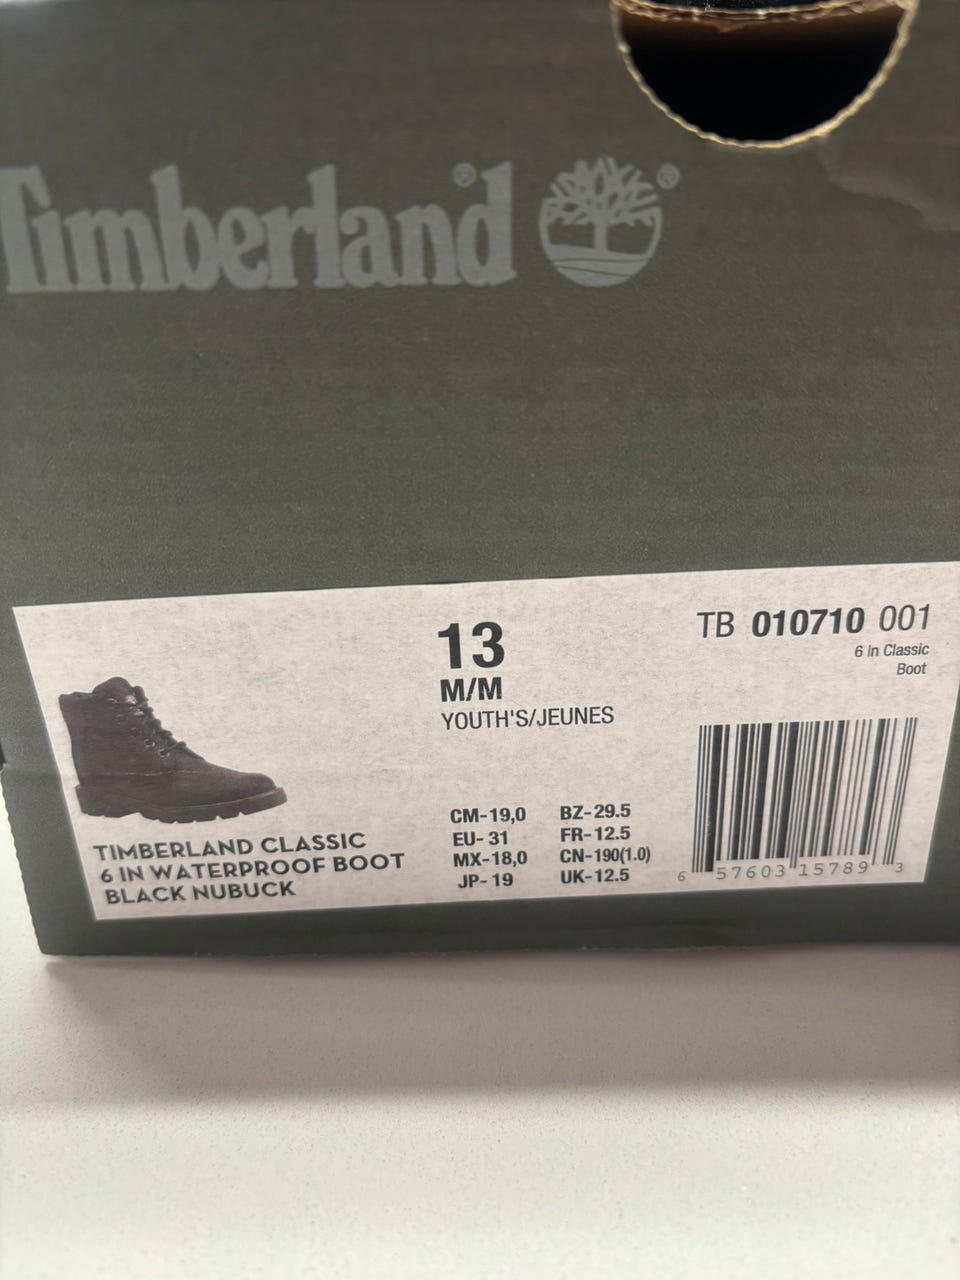 Timberland®
®
13
M/M
YOUTH'S/JEUNES
TB 010710 001
6 In Classic
Boot
TIMBERLAND CLASSIC
6 IN WATERPROOF BOOT
BLACK NUBUCK
CM-19,0 BZ-29.5
EU-31 FR-12.5
MX-18,0 CN-190(1.0)
JP-19 UK-12.5
6 57603 15789 3